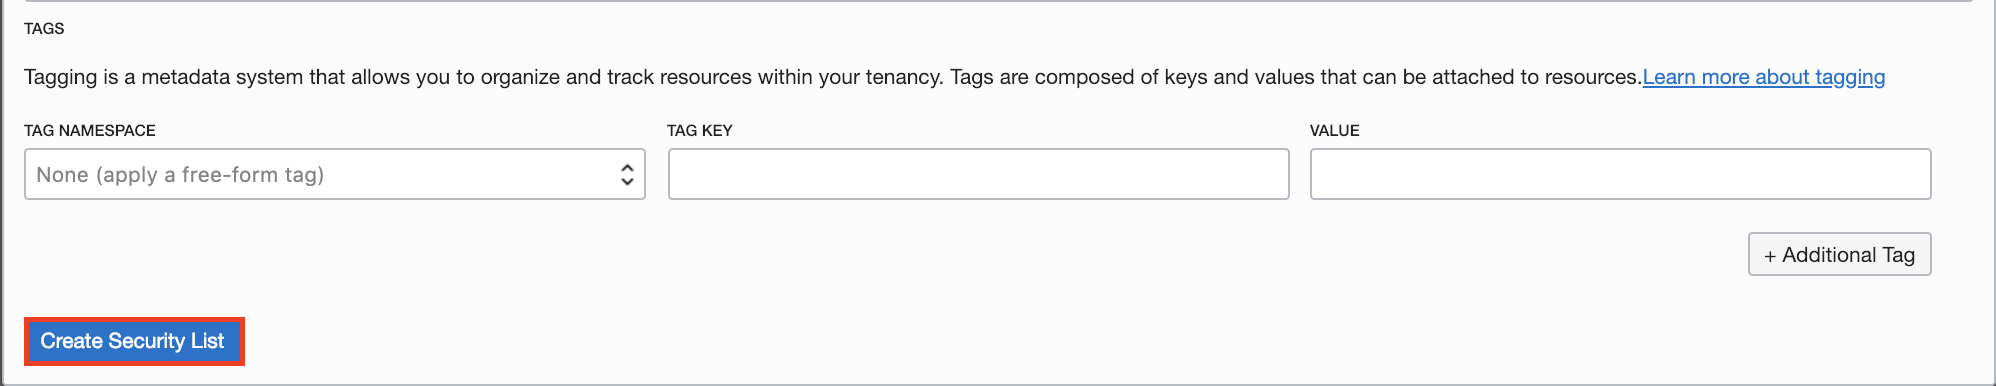 TAGS
Tagging is a metadata system that allows you to organize and track resources within your tenancy. Tags are composed of keys and values that can be attached to resources.Learn more about tagging
TAG NAMESPACE
TAG KEY
VALUE
None (apply a free-form tag)
+ Additional Tag
Create Security List